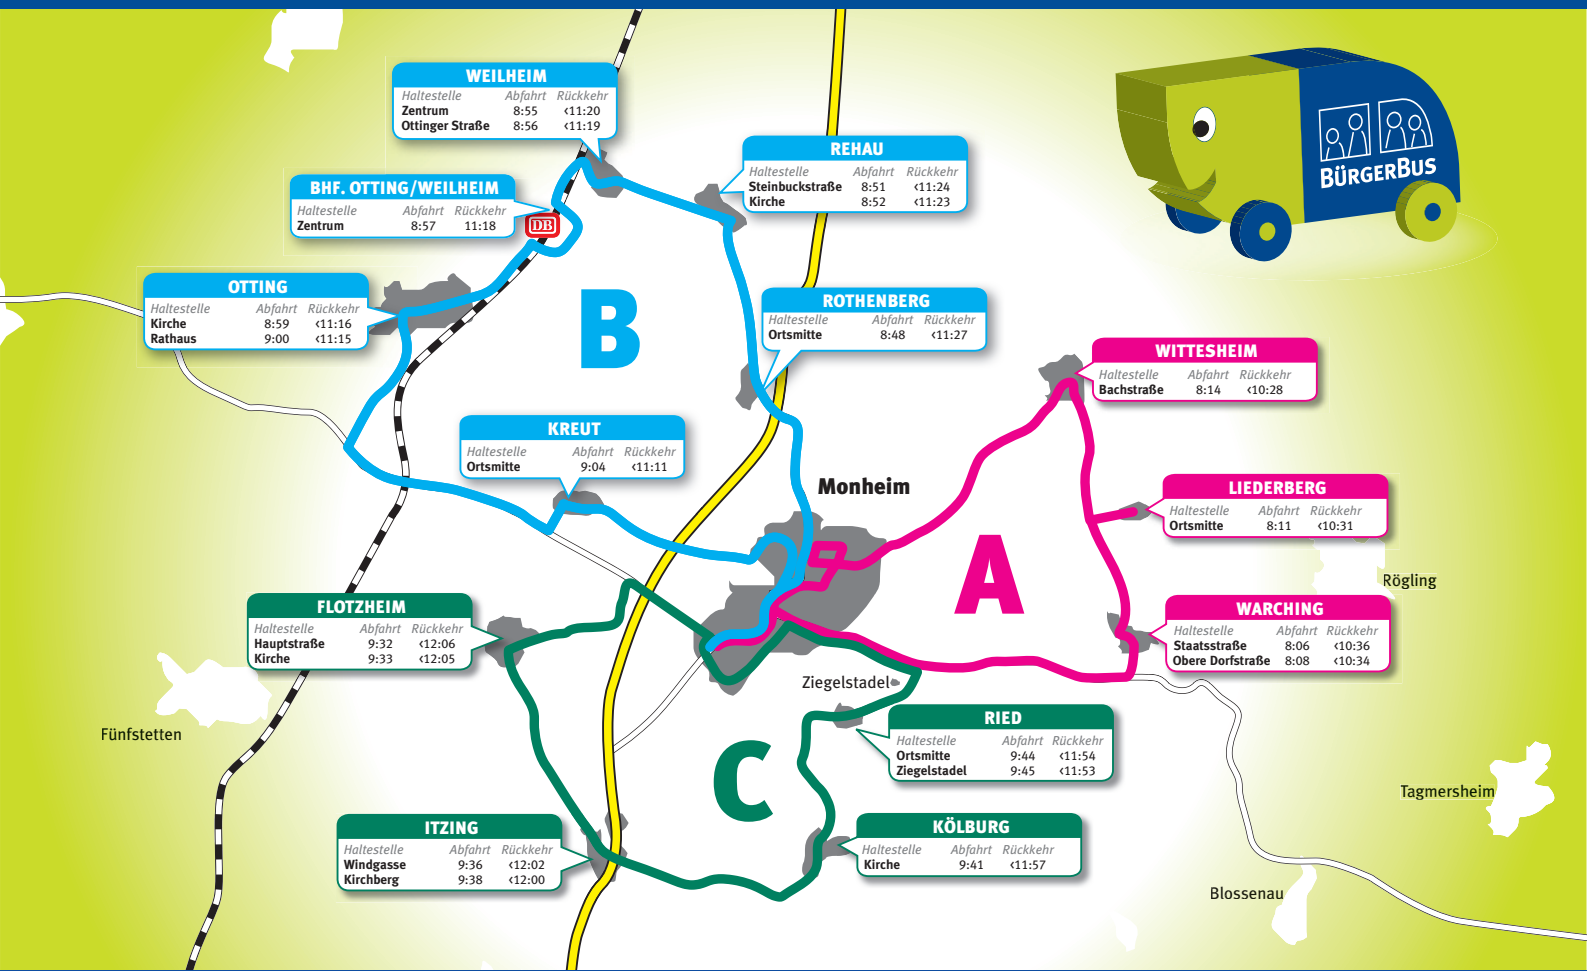 WEILHEIM
Haltestelle Abfahrt Rückkehr
Zentrum 8:55 <11:20
Ottinger Straße 8:56 <11:19
REHAU
Haltestelle Abfahrt Rückkehr
Steinbuckstraße 8:51 <11:24
Kirche 8:52 <11:23
BÜRGERBUS
BHF. OTTING/WEILHEIM
Haltestelle Abfahrt Rückkehr
Zentrum 8:57 11:18
DB
OTTING
Haltestelle Abfahrt Rückkehr
Kirche 8:59 <11:16
Rathaus 9:00 <11:15
B
ROTHENBERG
Haltestelle Abfahrt Rückkehr
Ortsmitte 8:48 <11:27
WITTESHEIM
Haltestelle Abfahrt Rückkehr
Bachstraße 8:14 <10:28
KREUT
Haltestelle Abfahrt Rückkehr
Ortsmitte 9:04 <11:11
Monheim
LIEDERBERG
Haltestelle Abfahrt Rückkehr
Ortsmitte 8:11 <10:31
A
Rögling
FLOTZHEIM
Haltestelle Abfahrt Rückkehr
Hauptstraße 9:32 <12:06
Kirche 9:33 <12:05
WARCHING
Haltestelle Abfahrt Rückkehr
Staatsstraße 8:06 <10:36
Obere Dorfstraße 8:08 <10:34
Ziegelstadel
Fünfstetten
RIED
Haltestelle Abfahrt Rückkehr
Ortsmitte 9:44 <11:54
Ziegelstadel 9:45 <11:53
C
Tagmersheim
ITZING
Haltestelle Abfahrt Rückkehr
Windgasse 9:36 <12:02
Kirchberg 9:38 <12:00
KÖLBURG
Haltestelle Abfahrt Rückkehr
Kirche 9:41 <11:57
Blossenau